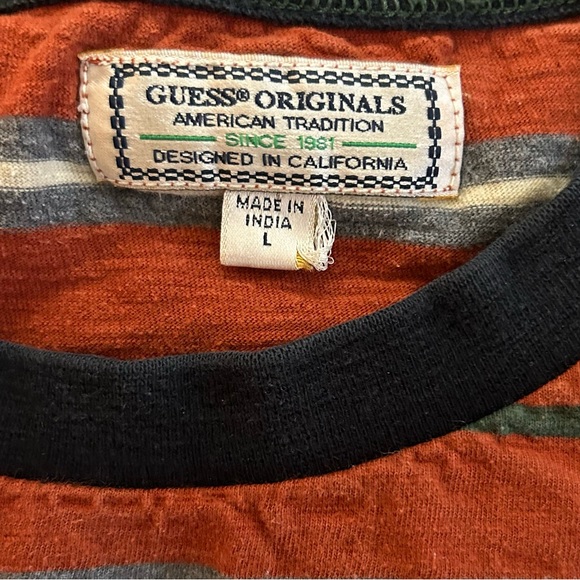 GUESS® ORIGINALS
AMERICAN TRADITION
SINCE 1981
DESIGNED IN CALIFORNIA
MADE IN
INDIA
L